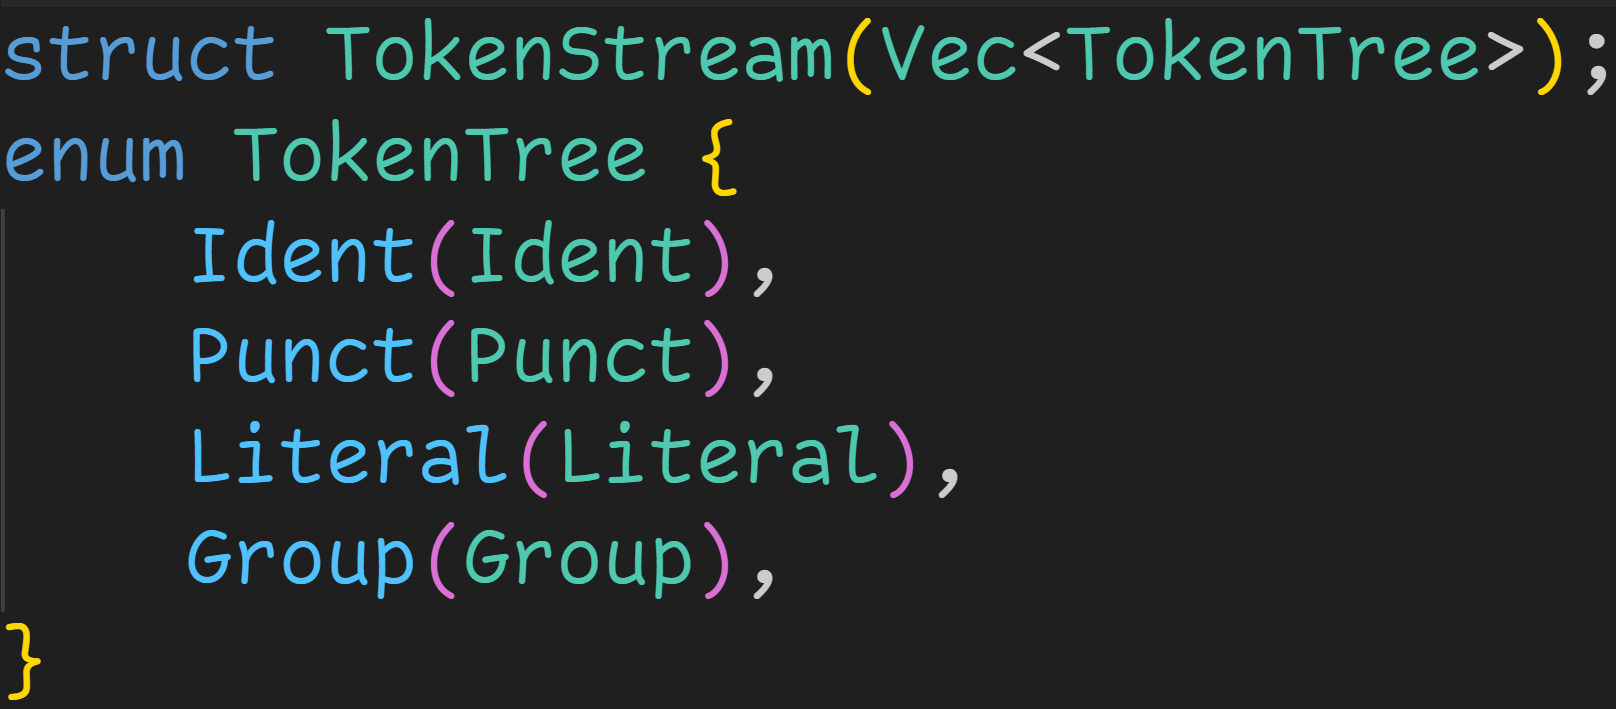 struct TokenStream(Vec<TokenTree>);
enum TokenTree {
    Ident(Ident),
    Punct(Punct),
    Literal(Literal),
    Group(Group),
}